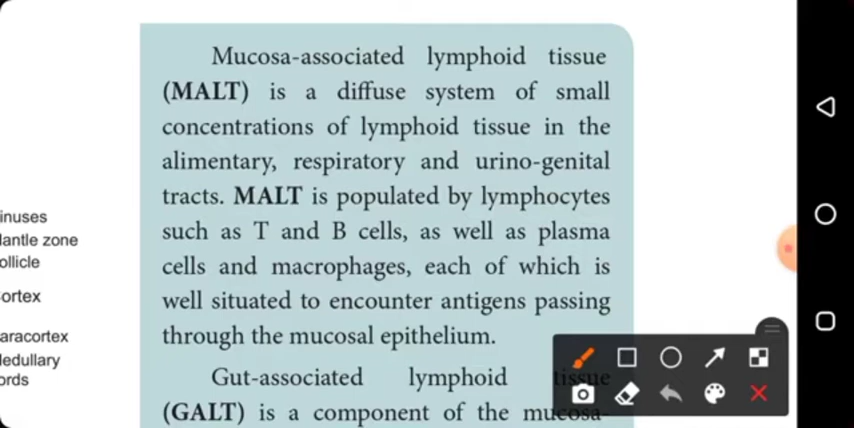 Mucosa-associated lymphoid tissue
(MALT) is a diffuse system of small
concentrations of lymphoid tissue in the
alimentary, respiratory and urino-genital
tracts. MALT is populated by lymphocytes
such as T and B cells, as well as plasma
cells and macrophages, each of which is
well situated to encounter antigens passing
through the mucosal epithelium.
Gut-associated lymphoid tissue
(GALT) is a component of the mucosa-
inuses
lantle zone
ollicle
ortex
aracortex
ledullary
ords